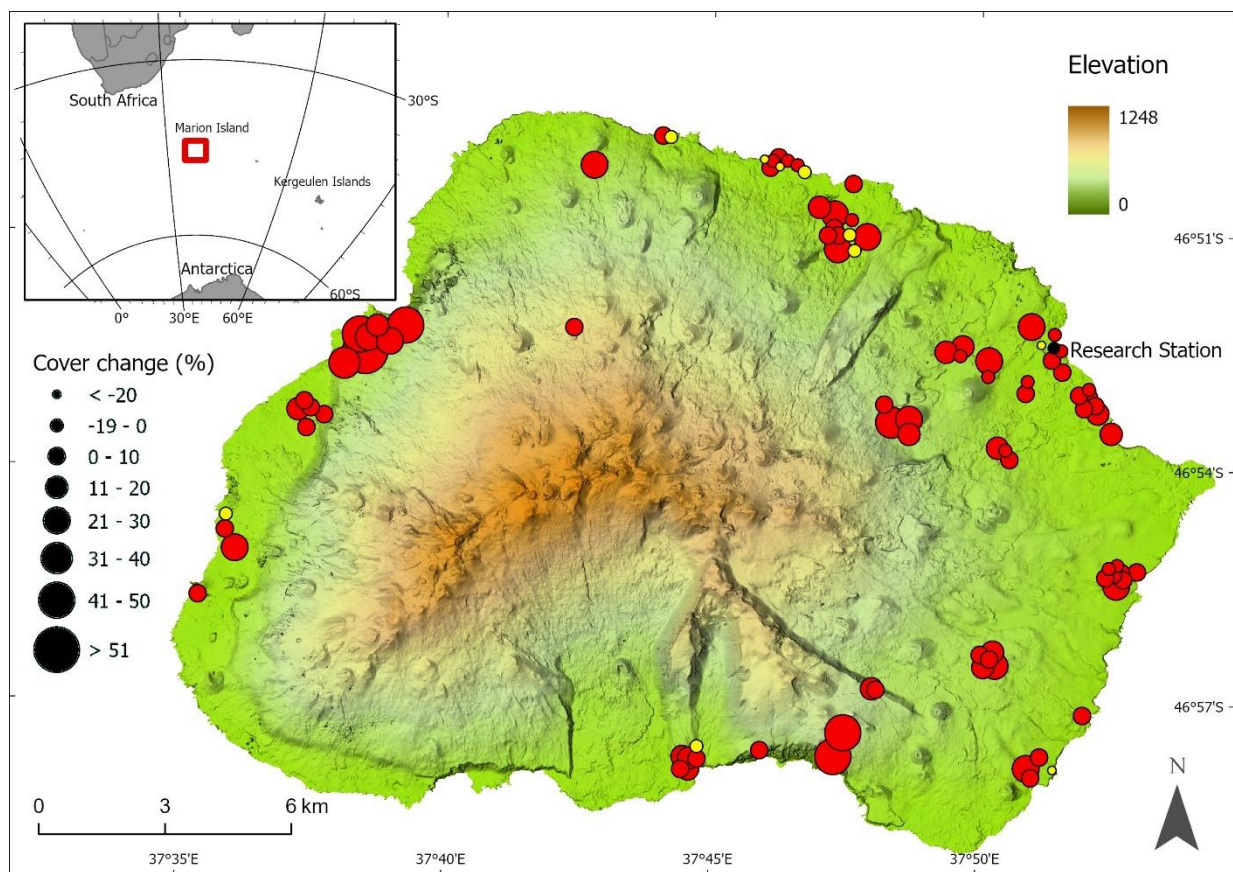 South Africa
Marion Island
Kergeulen Islands
Antarctica
30°S
60°S
0°
30°E
60°E
Elevation
1248
0
46°51'S
46°54'S
46°57'S
Research Station
Cover change (%)
< -20
-19 - 0
0 - 10
11 - 20
21 - 30
31 - 40
41 - 50
> 51
0 3 6 km
N
37°35'E 37°40'E 37°45'E 37°50'E